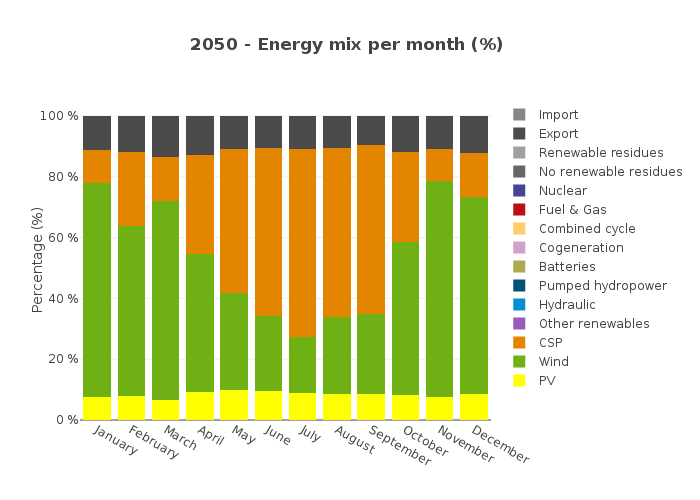 2050 - Energy mix per month (%)
Percentage (%)
100 %
80 %
60 %
40 %
20 %
0 %
January
February
March
April
May
June
July
August
September
October
November
December
Import
Export
Renewable residues
No renewable residues
Nuclear
Fuel & Gas
Combined cycle
Cogeneration
Batteries
Pumped hydropower
Hydraulic
Other renewables
CSP
Wind
PV